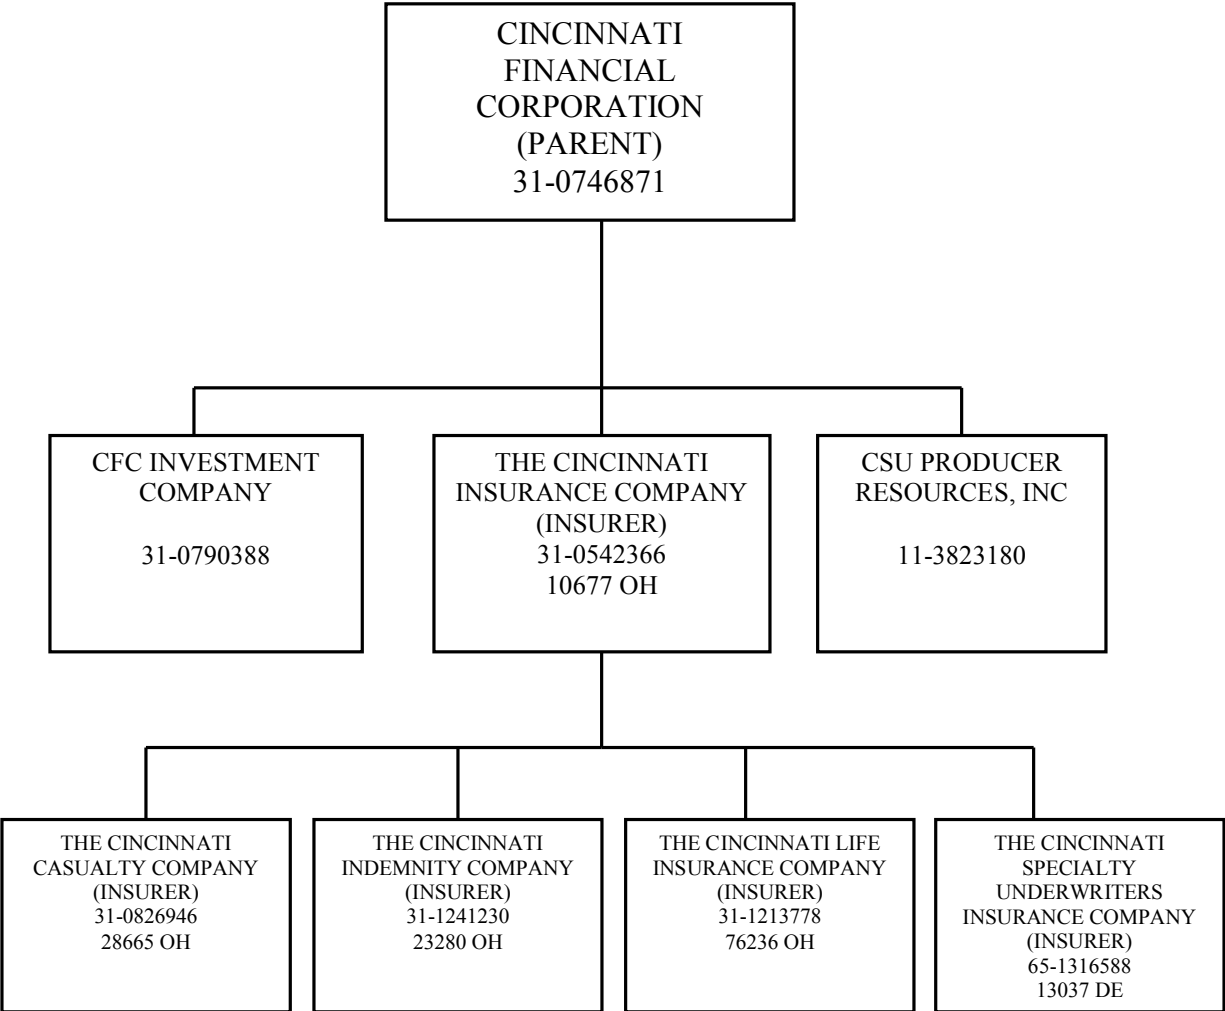 CINCINNATI
FINANCIAL
CORPORATION
(PARENT)
31-0746871
CFC INVESTMENT
COMPANY
31-0790388
THE CINCINNATI
INSURANCE COMPANY
(INSURER)
31-0542366
10677 OH
CSU PRODUCER
RESOURCES, INC
11-3823180
THE CINCINNATI
CASUALTY COMPANY
(INSURER)
31-0826946
28665 OH
THE CINCINNATI
INDEMNITY COMPANY
(INSURER)
31-1241230
23280 OH
THE CINCINNATI LIFE
INSURANCE COMPANY
(INSURER)
31-1213778
76236 OH
THE CINCINNATI
SPECIALTY
UNDERWRITERS
INSURANCE COMPANY
(INSURER)
65-1316588
13037 DE